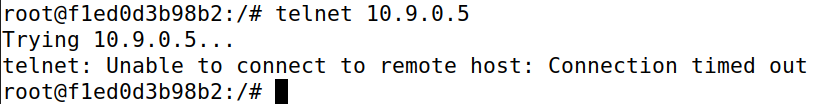 root@f1ed0d3b98b2:/# telnet 10.9.0.5
Trying 10.9.0.5...
telnet: Unable to connect to remote host: Connection timed out
root@f1ed0d3b98b2:/#